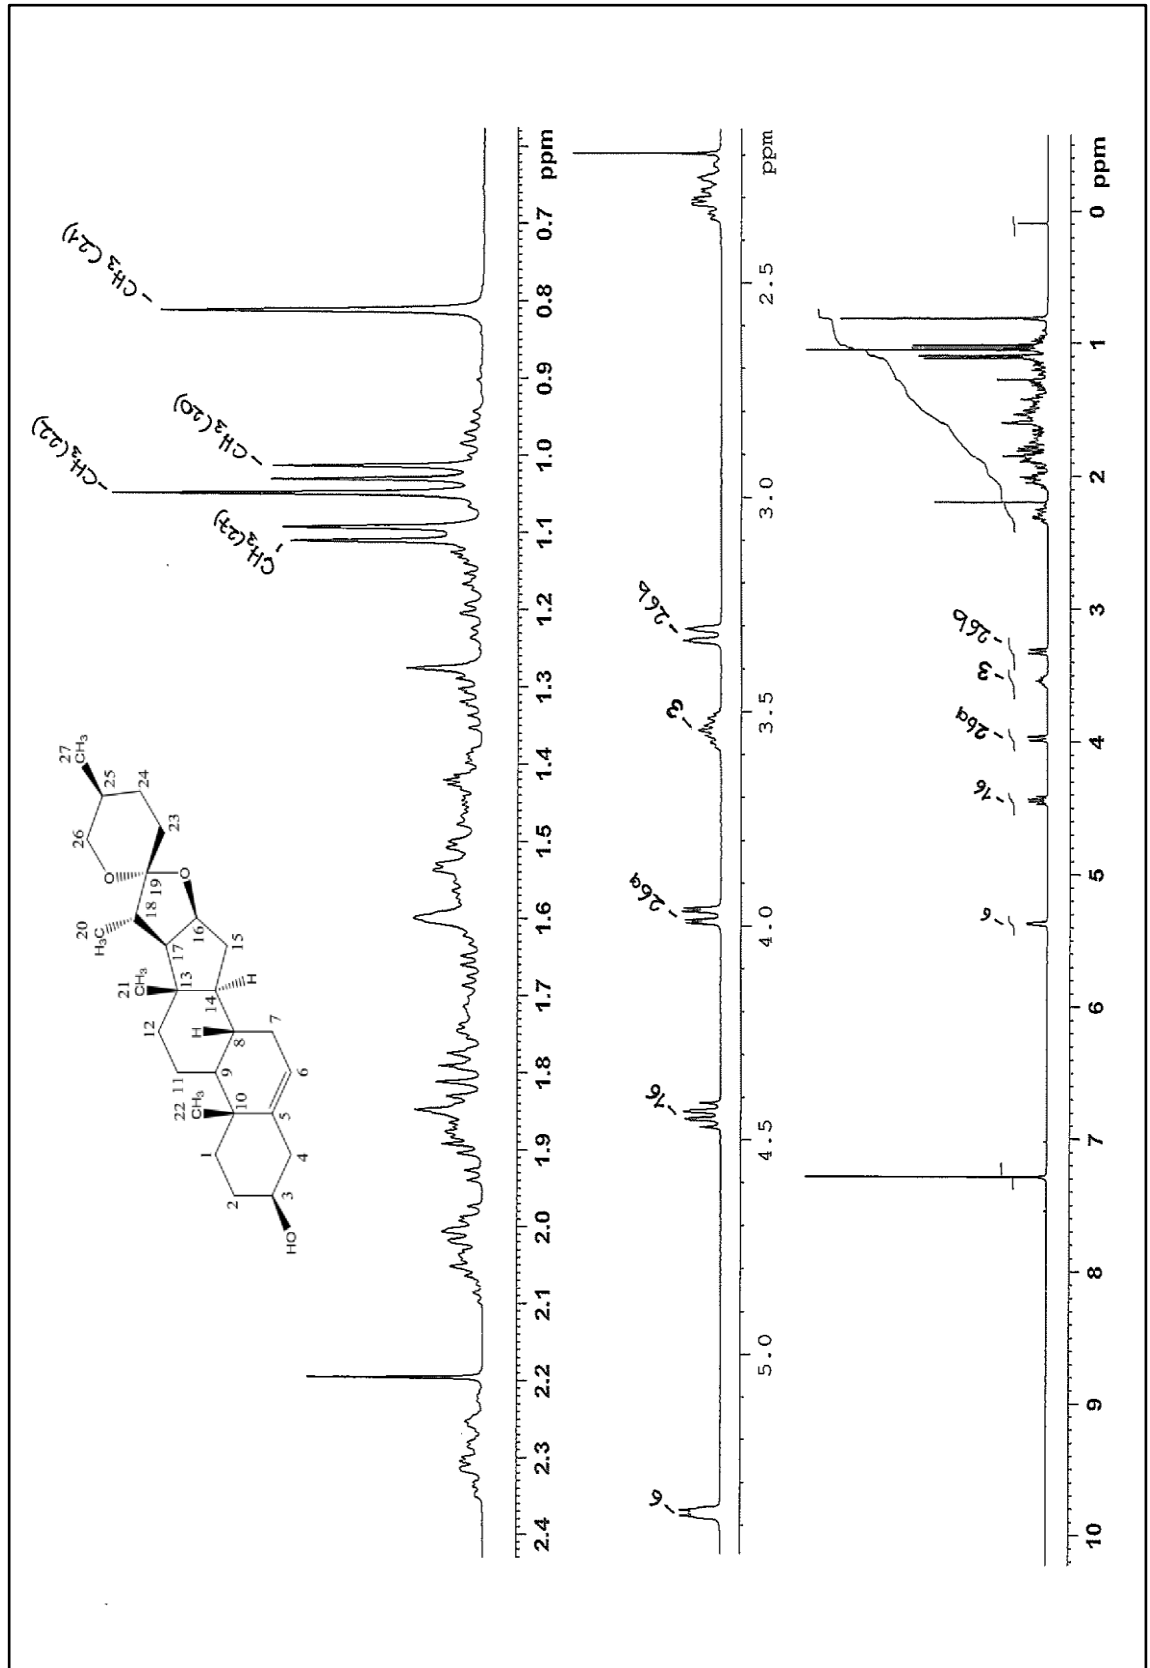 HO
1
2
3
4
5
6
7
8
9
10
11
12
13
14
15
16
17
18
19
H₃C
20
CH₃
21
CH₃
22
23
24
25
26
27
CH₃
H
H
O
O
CH₃(27)
-CH₃(22)
-CH₃(20)
-CH₃(21)
2.4 2.3 2.2 2.1 2.0 1.9 1.8 1.7 1.6 1.5 1.4 1.3 1.2 1.1 1.0 0.9 0.8 0.7 ppm
-6
-16
-26a
-3
-26b
5.0 4.5 4.0 3.5 3.0 2.5 ppm
-6
-16
-26a
-3
-26b
10 9 8 7 6 5 4 3 2 1 0 ppm